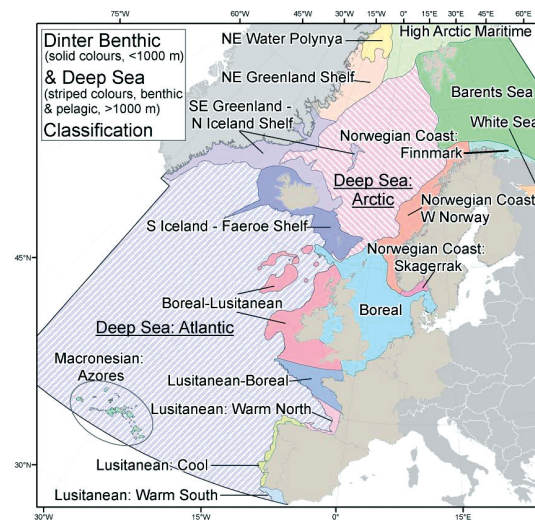 75°W
60°W
45°W
30°W
15°W
0°
15°E
30°E
45°E
60°E
Dinter Benthic
(solid colours, <1000 m)
& Deep Sea
(striped colours, benthic
& pelagic, >1000 m)
Classification
NE Water Polynya
High Arctic Maritime
NE Greenland Shelf
Barents Sea
SE Greenland -
N Iceland Shelf
White Sea
Norwegian Coast:
Finnmark
Deep Sea:
Arctic
Norwegian Coast
W Norway
S Iceland - Faeroe Shelf
Norwegian Coast:
Skagerrak
45°N
Boreal-Lusitanean
Boreal
Deep Sea: Atlantic
Macronesian:
Azores
Lusitanean-Boreal
Lusitanean: Warm North
Lusitanean: Cool
30°N
Lusitanean: Warm South
30°W
15°W
0°
15°E
45°N
30°N